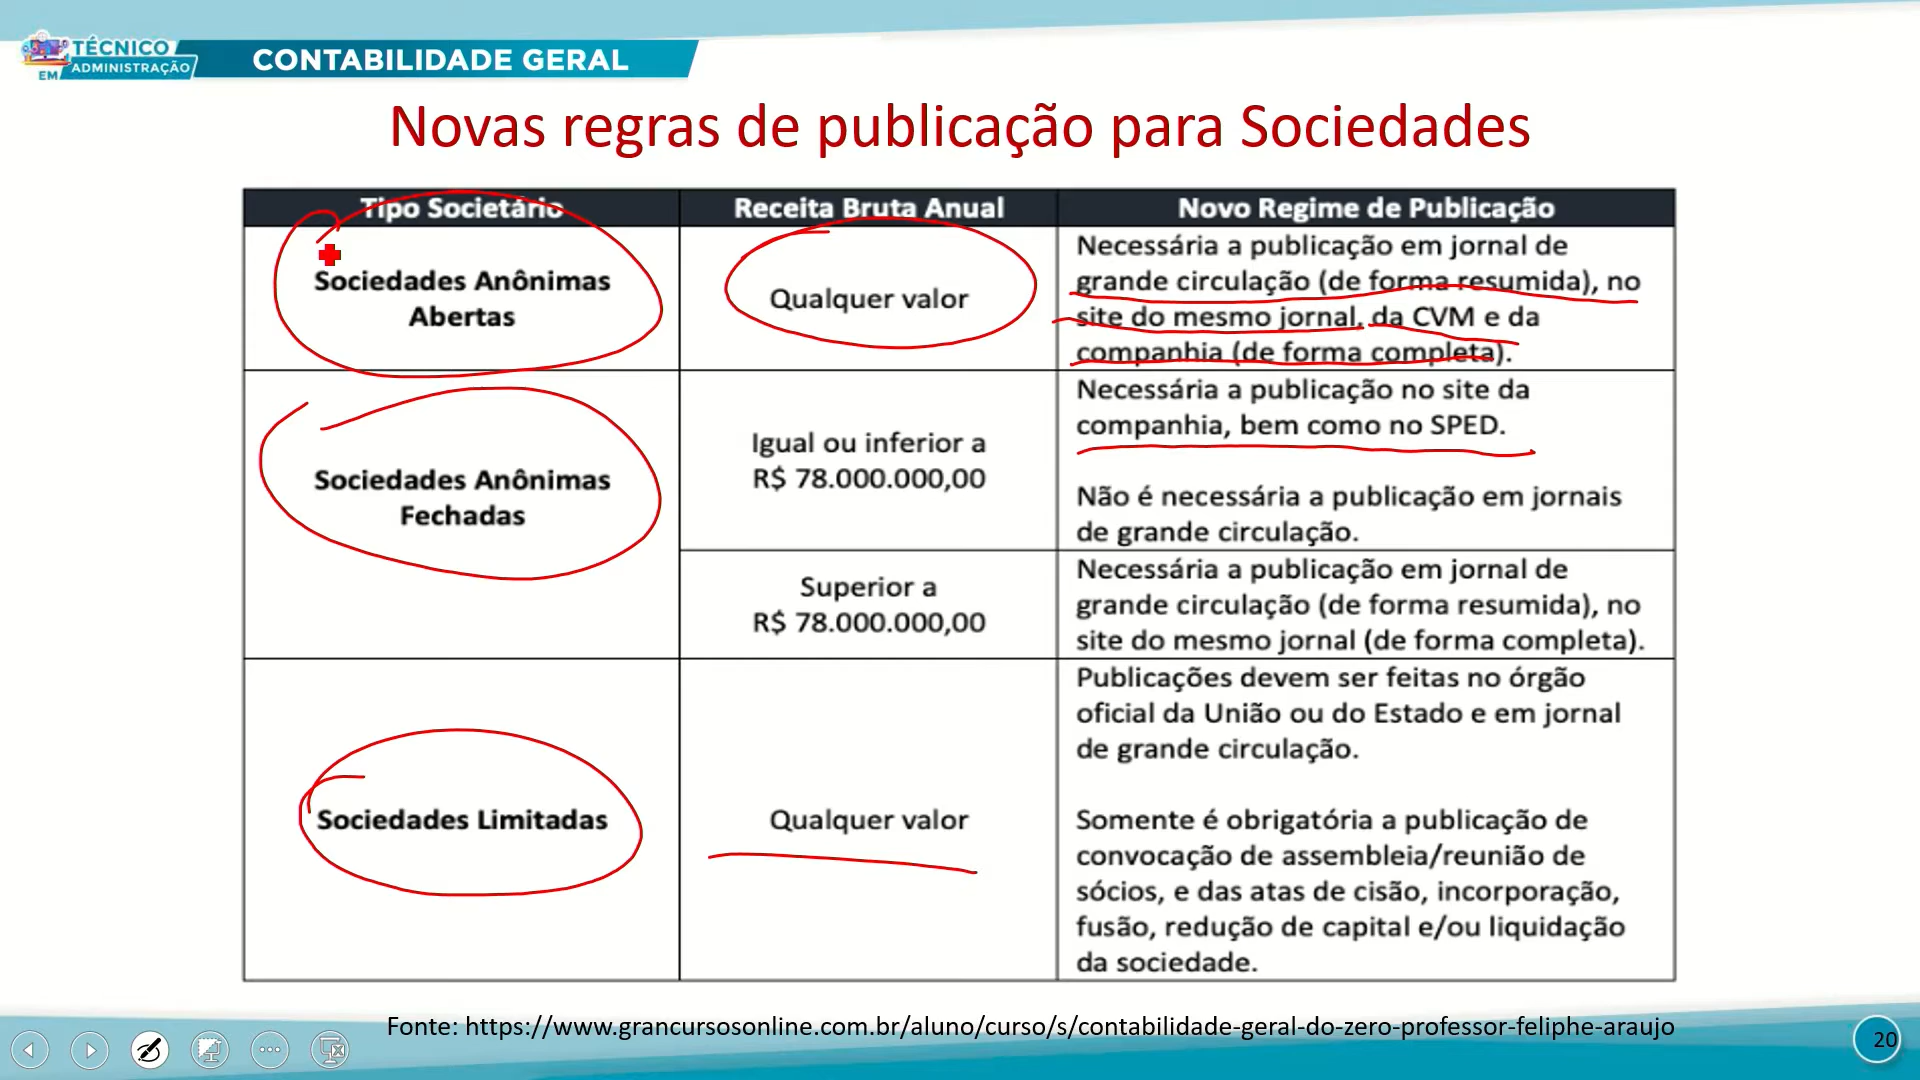 TÉCNICO
EM ADMINISTRAÇÃO
CONTABILIDADE GERAL
Novas regras de publicação para Sociedades
Tipo Societário
Receita Bruta Anual
Novo Regime de Publicação
Sociedades Anônimas
Abertas
Qualquer valor
Necessária a publicação em jornal de
grande circulação (de forma resumida), no
site do mesmo jornal, da CVM e da
companhia (de forma completa).
Sociedades Anônimas
Fechadas
Igual ou inferior a
R$ 78.000.000,00
Necessária a publicação no site da
companhia, bem como no SPED.
Não é necessária a publicação em jornais
de grande circulação.
Superior a
R$ 78.000.000,00
Necessária a publicação em jornal de
grande circulação (de forma resumida), no
site do mesmo jornal (de forma completa).
Sociedades Limitadas
Qualquer valor
Publicações devem ser feitas no órgão
oficial da União ou do Estado e em jornal
de grande circulação.
Somente é obrigatória a publicação de
convocação de assembleia/reunião de
sócios, e das atas de cisão, incorporação,
fusão, redução de capital e/ou liquidação
da sociedade.
Fonte: https://www.grancursosonline.com.br/aluno/curso/s/contabilidade-geral-do-zero-professor-feliphe-araujo
20